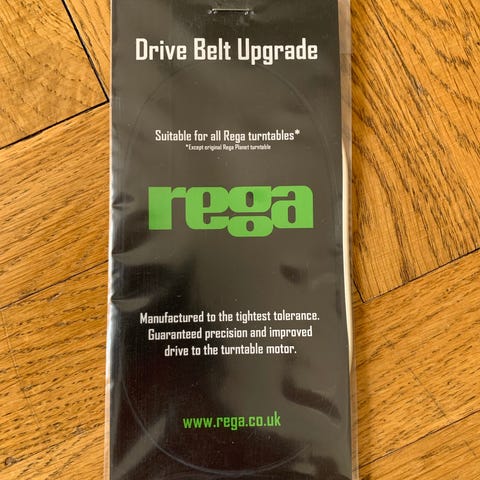 Drive Belt Upgrade
Suitable for all Rega turntables*
*Except original Rega Planet turntable
rega
Manufactured to the tightest tolerance.
Guaranteed precision and improved
drive to the turntable motor.
www.rega.co.uk